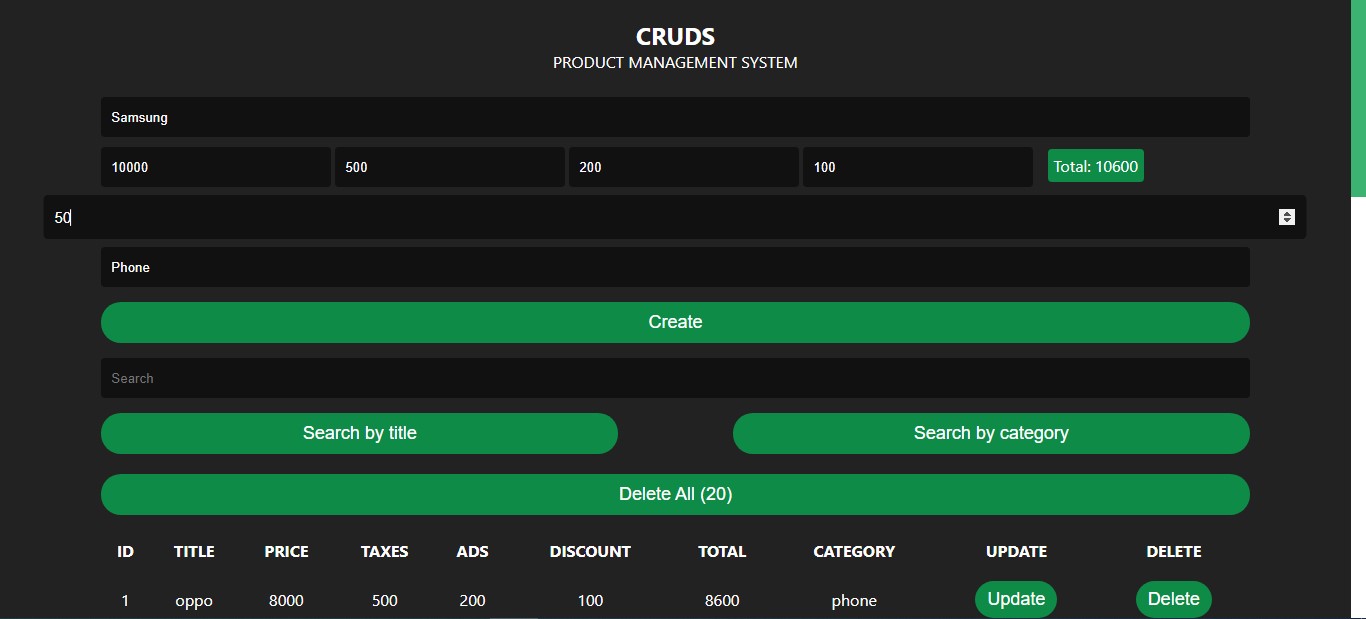 CRUDS
PRODUCT MANAGEMENT SYSTEM
Samsung
10000 500 200 100 Total: 10600
50
Phone
Create
Search
Search by title Search by category
Delete All (20)
ID TITLE PRICE TAXES ADS DISCOUNT TOTAL CATEGORY UPDATE DELETE
1 oppo 8000 500 200 100 8600 phone Update Delete